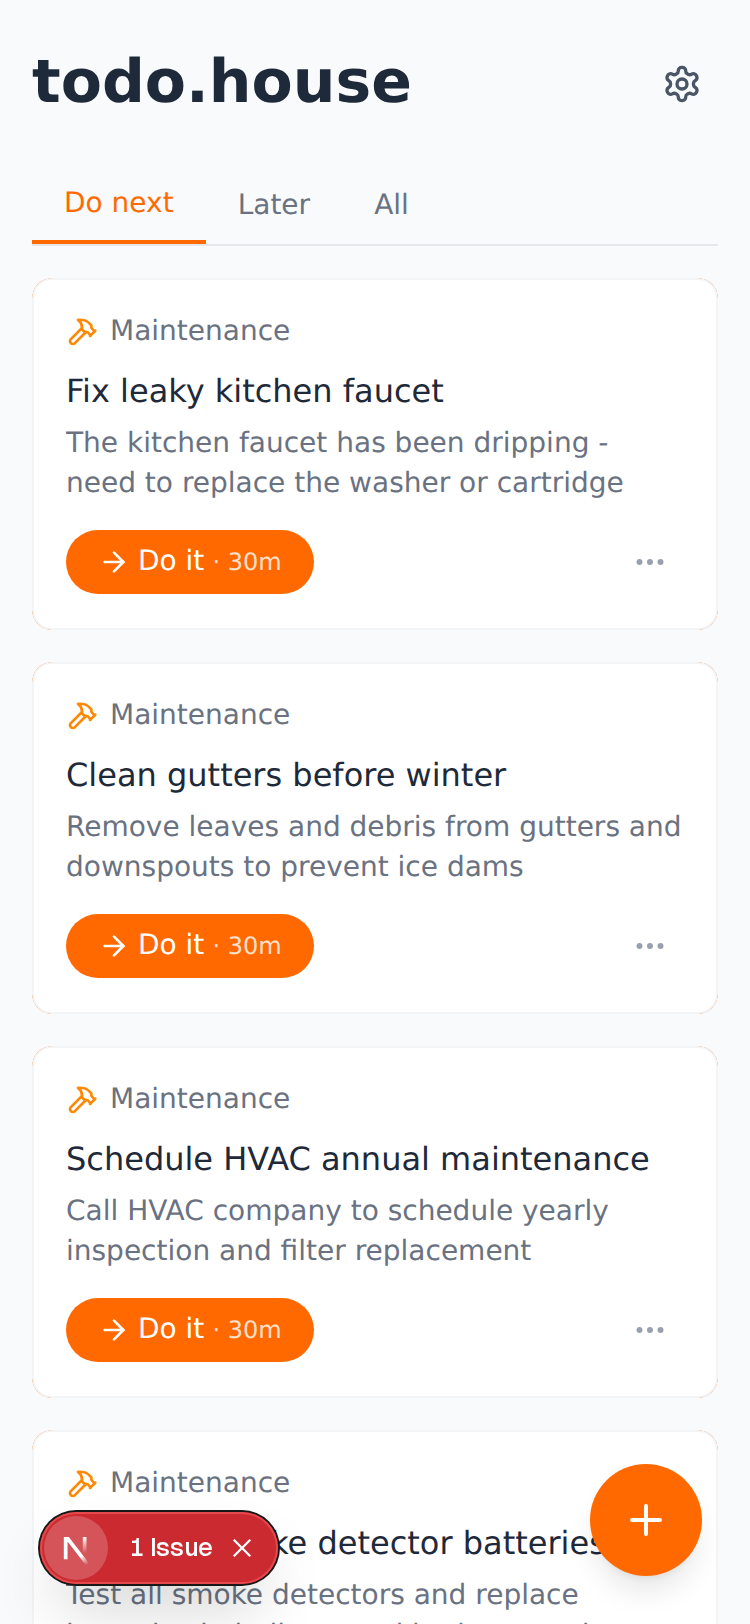 todo.house
Do next
Later
All
Maintenance
Fix leaky kitchen faucet
The kitchen faucet has been dripping -
need to replace the washer or cartridge
Do it · 30m
Maintenance
Clean gutters before winter
Remove leaves and debris from gutters and
downspouts to prevent ice dams
Do it · 30m
Maintenance
Schedule HVAC annual maintenance
Call HVAC company to schedule yearly
inspection and filter replacement
Do it · 30m
Maintenance
detector batteries
N 1 Issue
Test all smoke detectors and replace